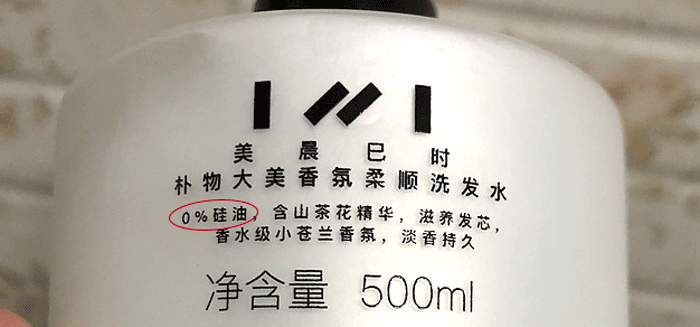 美晨巳时
朴物大美香氛柔顺洗发水
0%硅油，含山茶花精华，滋养发芯，
香水级小苍兰香氛，淡香持久
净含量 500ml